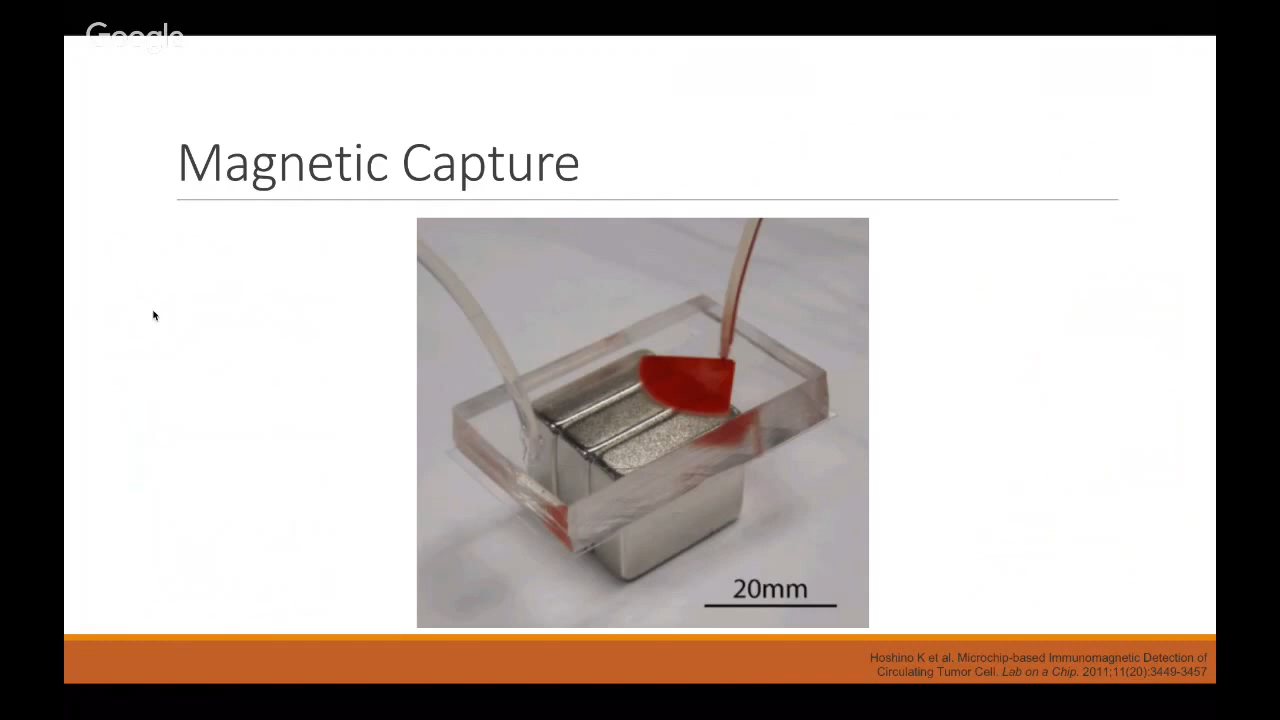 Google
Magnetic Capture
20mm
Hoshino K et al. Microchip-based Immunomagnetic Detection of
Circulating Tumor Cell. Lab on a Chip. 2011;11(20):3449-3457